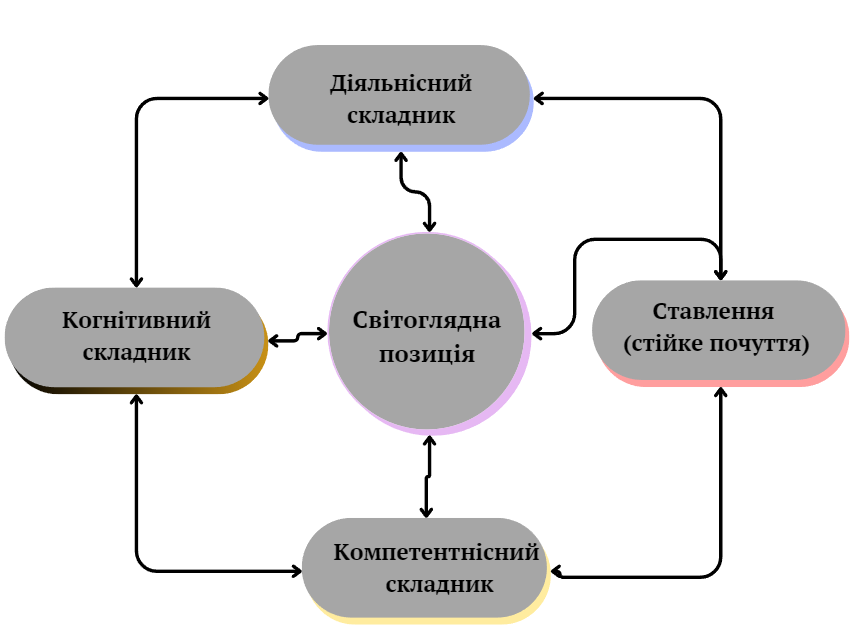 Діяльнісний
складник
Когнітивний
складник
Світоглядна
позиція
Ставлення
(стійке почуття)
Компетентнісний
складник